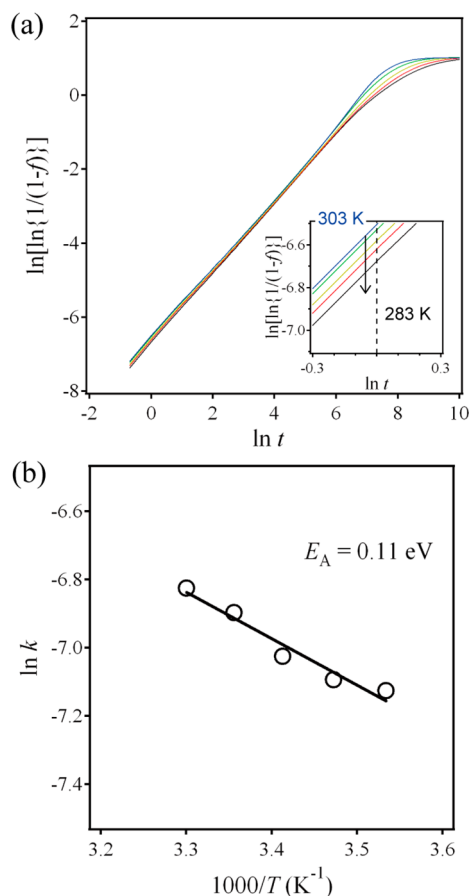 (a)
ln[ln{1/(1-f)}]
2
0
-2
-4
-6
-8
-2
0
2
4
6
8
10
ln t
ln[ln{1/(1-f)}]
303 K
-6.6
-6.8
283 K
-7.0
-0.3
0.3
ln t
(b)
ln k
-6.6
E_A = 0.11 eV
-6.8
-7.0
-7.2
-7.4
3.2
3.3
3.4
3.5
3.6
1000/T (K⁻¹)